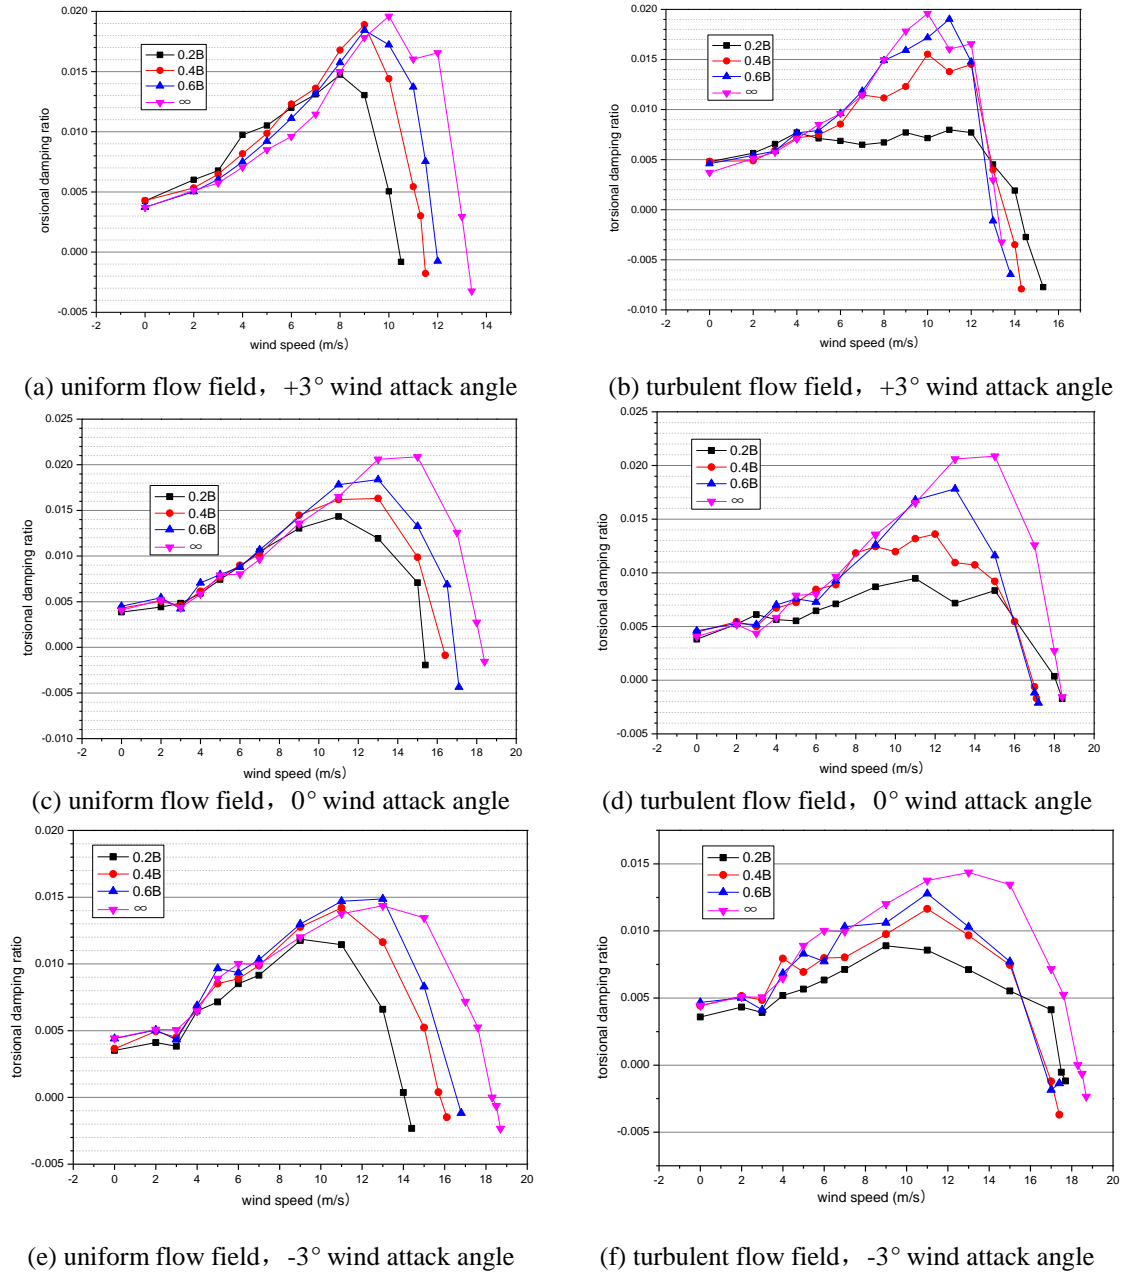 0.020
0.015
0.010
0.005
0.000
-0.005
orsional damping ratio
0.2B
0.4B
0.6B
∞
-2 0 2 4 6 8 10 12 14
wind speed (m/s）
(a) uniform flow field，+3° wind attack angle
0.020
0.015
0.010
0.005
0.000
-0.005
-0.010
torsional damping ratio
0.2B
0.4B
0.6B
∞
-2 0 2 4 6 8 10 12 14 16
wind speed (m/s）
(b) turbulent flow field，+3° wind attack angle
0.025
0.020
0.015
0.010
0.005
0.000
-0.005
-0.010
torsional damping ratio
0.2B
0.4B
0.6B
∞
-2 0 2 4 6 8 10 12 14 16 18 20
wind speed (m/s）
(c) uniform flow field，0° wind attack angle
0.025
0.020
0.015
0.010
0.005
0.000
-0.005
torsional damping ratio
0.2B
0.4B
0.6B
∞
-2 0 2 4 6 8 10 12 14 16 18 20
wind speed (m/s）
(d) turbulent flow field，0° wind attack angle
0.020
0.015
0.010
0.005
0.000
-0.005
torsional damping ratio
0.2B
0.4B
0.6B
∞
-2 0 2 4 6 8 10 12 14 16 18 20
wind speed (m/s）
(e) uniform flow field，-3° wind attack angle
0.015
0.010
0.005
0.000
-0.005
torsional damping ratio
0.2B
0.4B
0.6B
∞
-2 0 2 4 6 8 10 12 14 16 18 20
wind speed (m/s）
(f) turbulent flow field，-3° wind attack angle